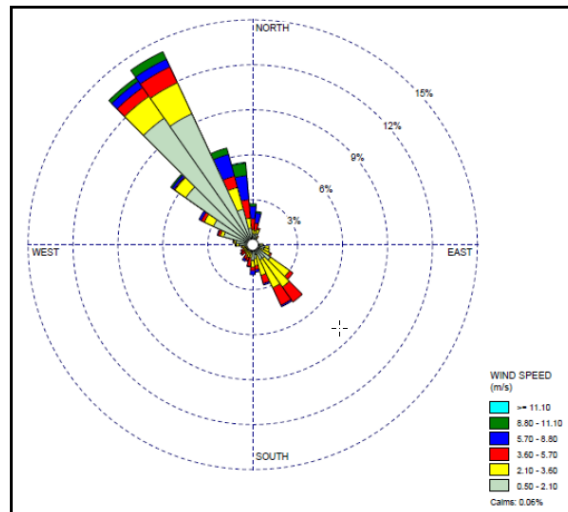 NORTH
15%
12%
9%
6%
3%
WEST
EAST
SOUTH
WIND SPEED
(m/s)
>= 11.10
8.80 - 11.10
5.70 - 8.80
3.60 - 5.70
2.10 - 3.60
0.50 - 2.10
Calms: 0.06%